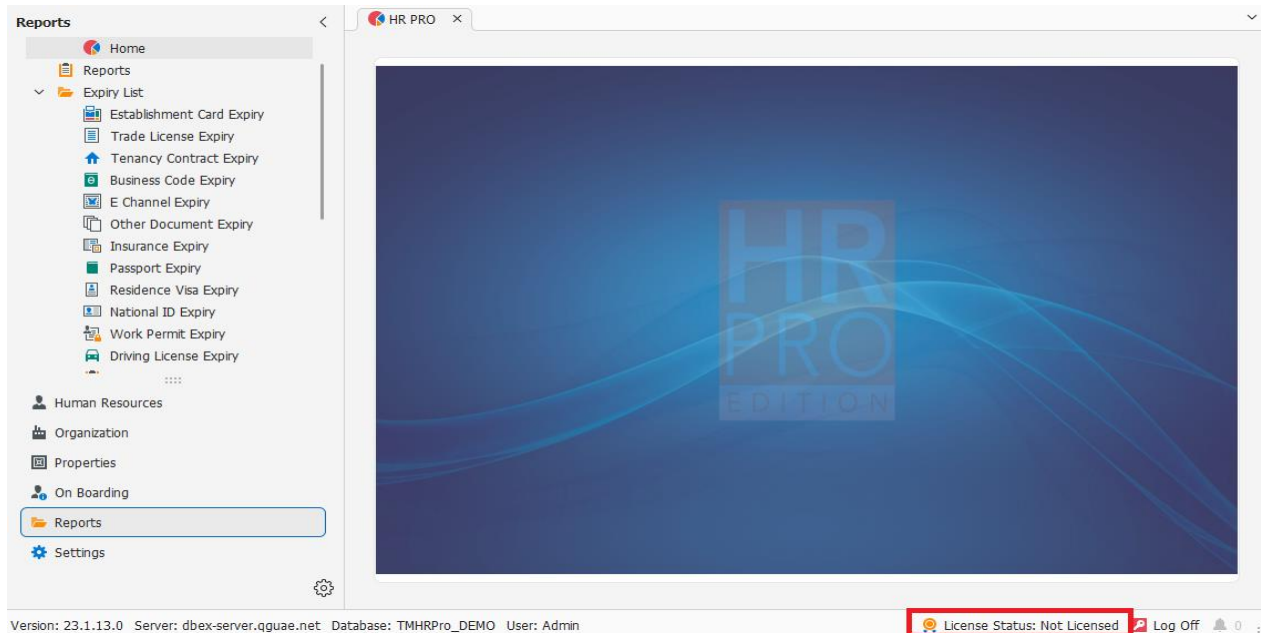 Reports
HR PRO
Home
Reports
Expiry List
Establishment Card Expiry
Trade License Expiry
Tenancy Contract Expiry
Business Code Expiry
E Channel Expiry
Other Document Expiry
Insurance Expiry
Passport Expiry
Residence Visa Expiry
National ID Expiry
Work Permit Expiry
Driving License Expiry
Human Resources
Organization
Properties
On Boarding
Reports
Settings
HR
PRO
EDITION
Version: 23.1.13.0 Server: dbex-server.qguae.net Database: TMHRPro_DEMO User: Admin License Status: Not Licensed Log Off 0